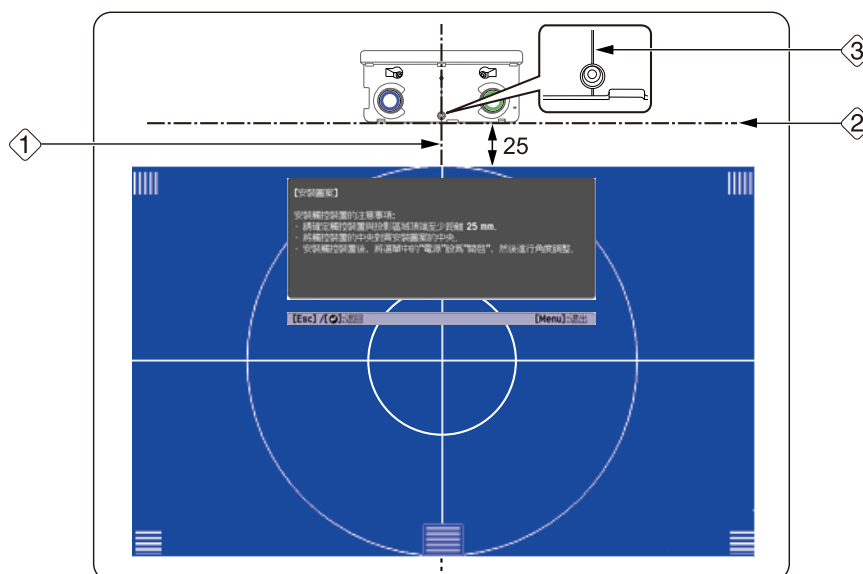 3
2
1
25
【安裝圖案】
安裝觸控裝置的注意事項:
· 請確定觸控裝置與投影區域頂端至少距離 25 mm。
· 將觸控裝置的中央對齊安裝圖案的中央。
· 安裝觸控裝置後，將選單中的"電源"設為"開啟"，然後進行角度調整。
[Esc] /[ ]:返回
[Menu]:退出